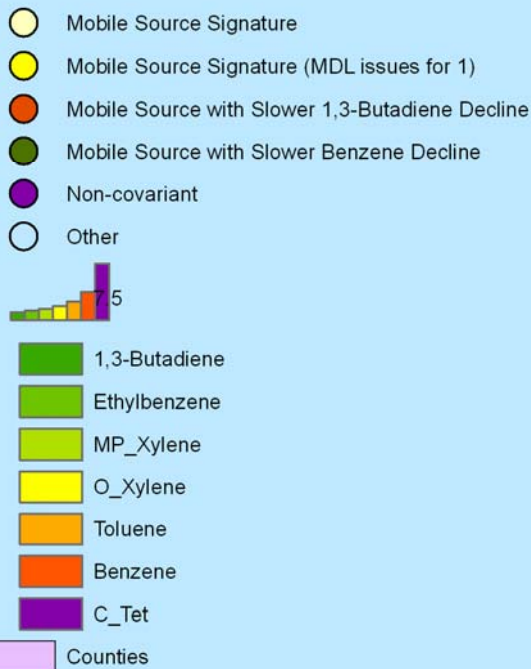 Mobile Source Signature
Mobile Source Signature (MDL issues for 1)
Mobile Source with Slower 1,3-Butadiene Decline
Mobile Source with Slower Benzene Decline
Non-covariant
Other
7.5
1,3-Butadiene
Ethylbenzene
MP_Xylene
O_Xylene
Toluene
Benzene
C_Tet
Counties